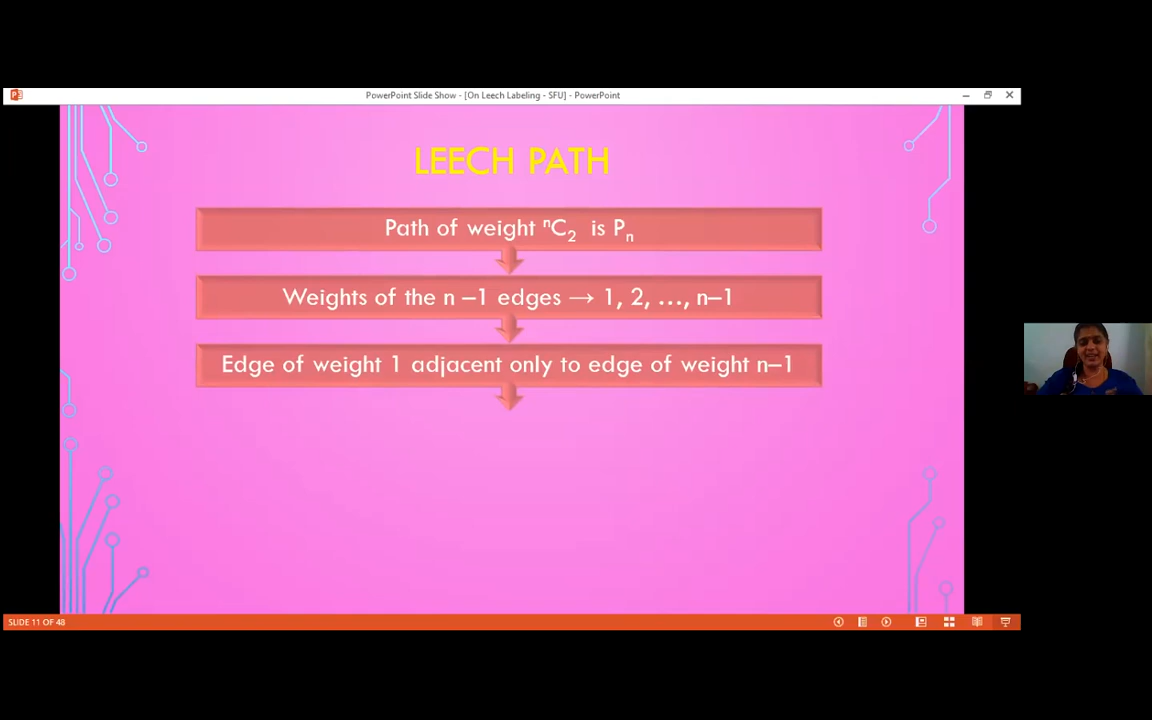 PowerPoint Slide Show - [On Leech Labeling - SFU] - PowerPoint
LEECH PATH
Path of weight ⁿC₂ is Pₙ
Weights of the n –1 edges → 1, 2, …, n–1
Edge of weight 1 adjacent only to edge of weight n–1
SLIDE 11 OF 48